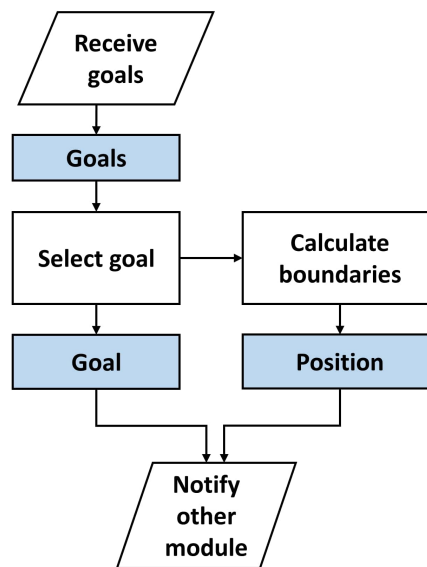 Receive
goals
Goals
Select goal
Calculate
boundaries
Goal
Position
Notify
other
module